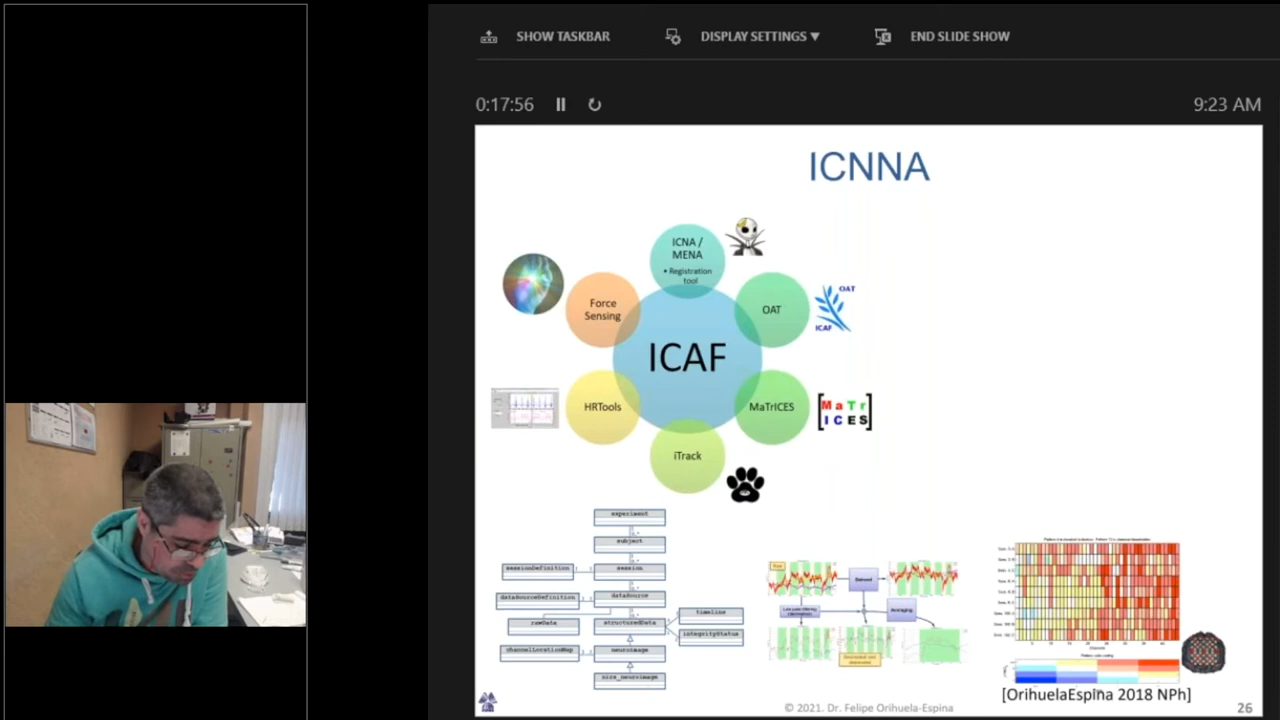 SHOW TASKBAR
DISPLAY SETTINGS ▼
END SLIDE SHOW
0:17:56
9:23 AM
ICNNA
ICNA /
MENA
• Registration
tool
Force
Sensing
OAT
OAT
ICAF
ICAF
HRTools
MaTrICES
MaTr
ICES
iTrack
experiment
subject
sessionDefinition
session
dataSourceDefinition
dataSource
rawData
structuredData
timeline
integrityStatus
channelLocationMap
neuroimage
nirs_neuroimage
Raw
Averaging
[OrihuelaEspina 2018 NPh]
© 2021. Dr. Felipe Orihuela-Espina
26